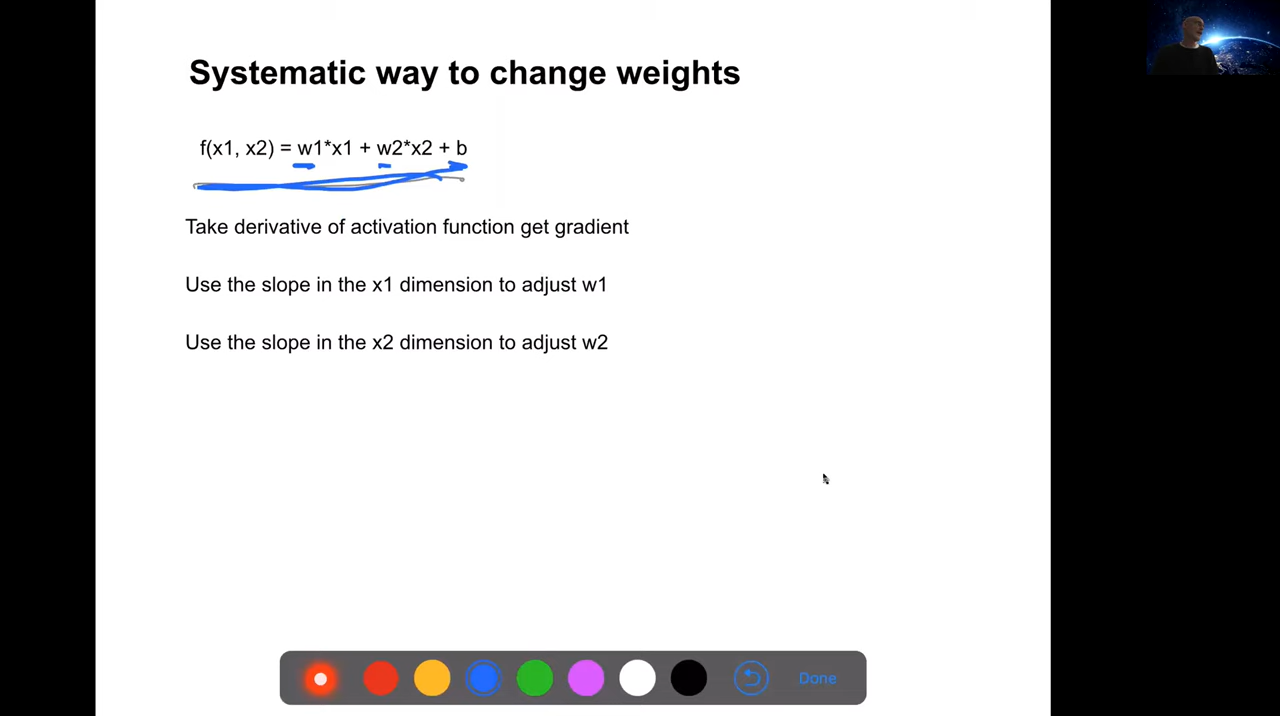 Systematic way to change weights
f(x1, x2) = w1*x1 + w2*x2 + b
Take derivative of activation function get gradient
Use the slope in the x1 dimension to adjust w1
Use the slope in the x2 dimension to adjust w2
Done